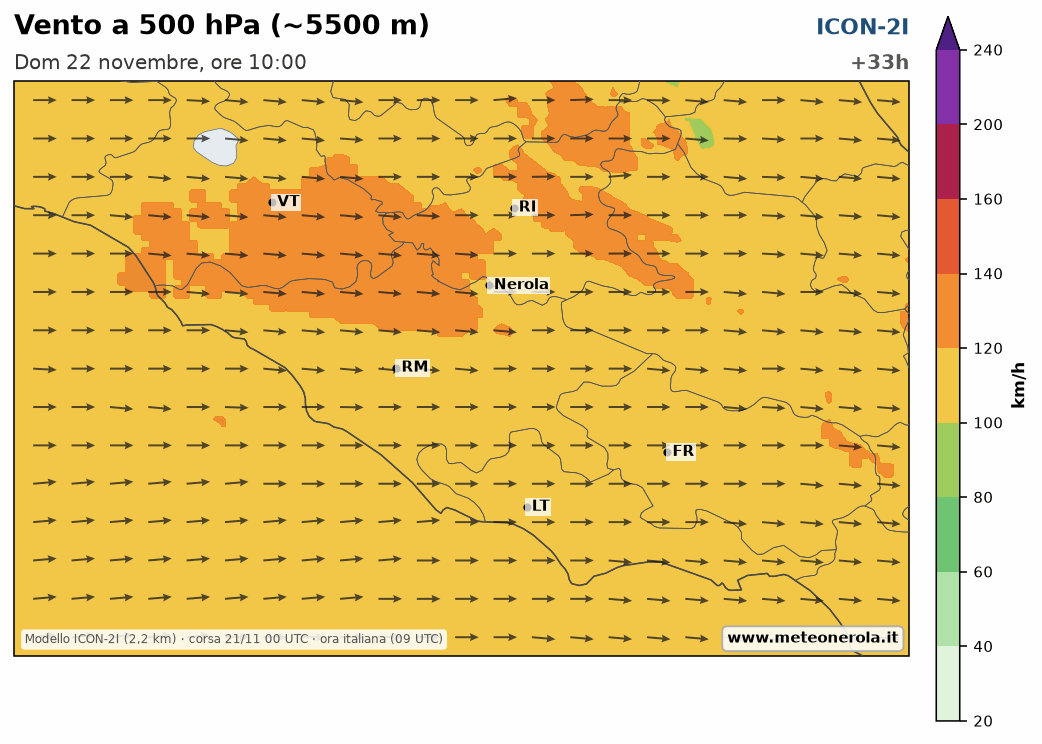 Vento a 500 hPa (~5500 m)
ICON-2I
Dom 22 novembre, ore 10:00
+33h
VT
RI
Nerola
RM
FR
LT
Modello ICON-2I (2,2 km) · corsa 21/11 00 UTC · ora italiana (09 UTC)
www.meteonerola.it
240
200
160
140
120
100
80
60
40
20
km/h